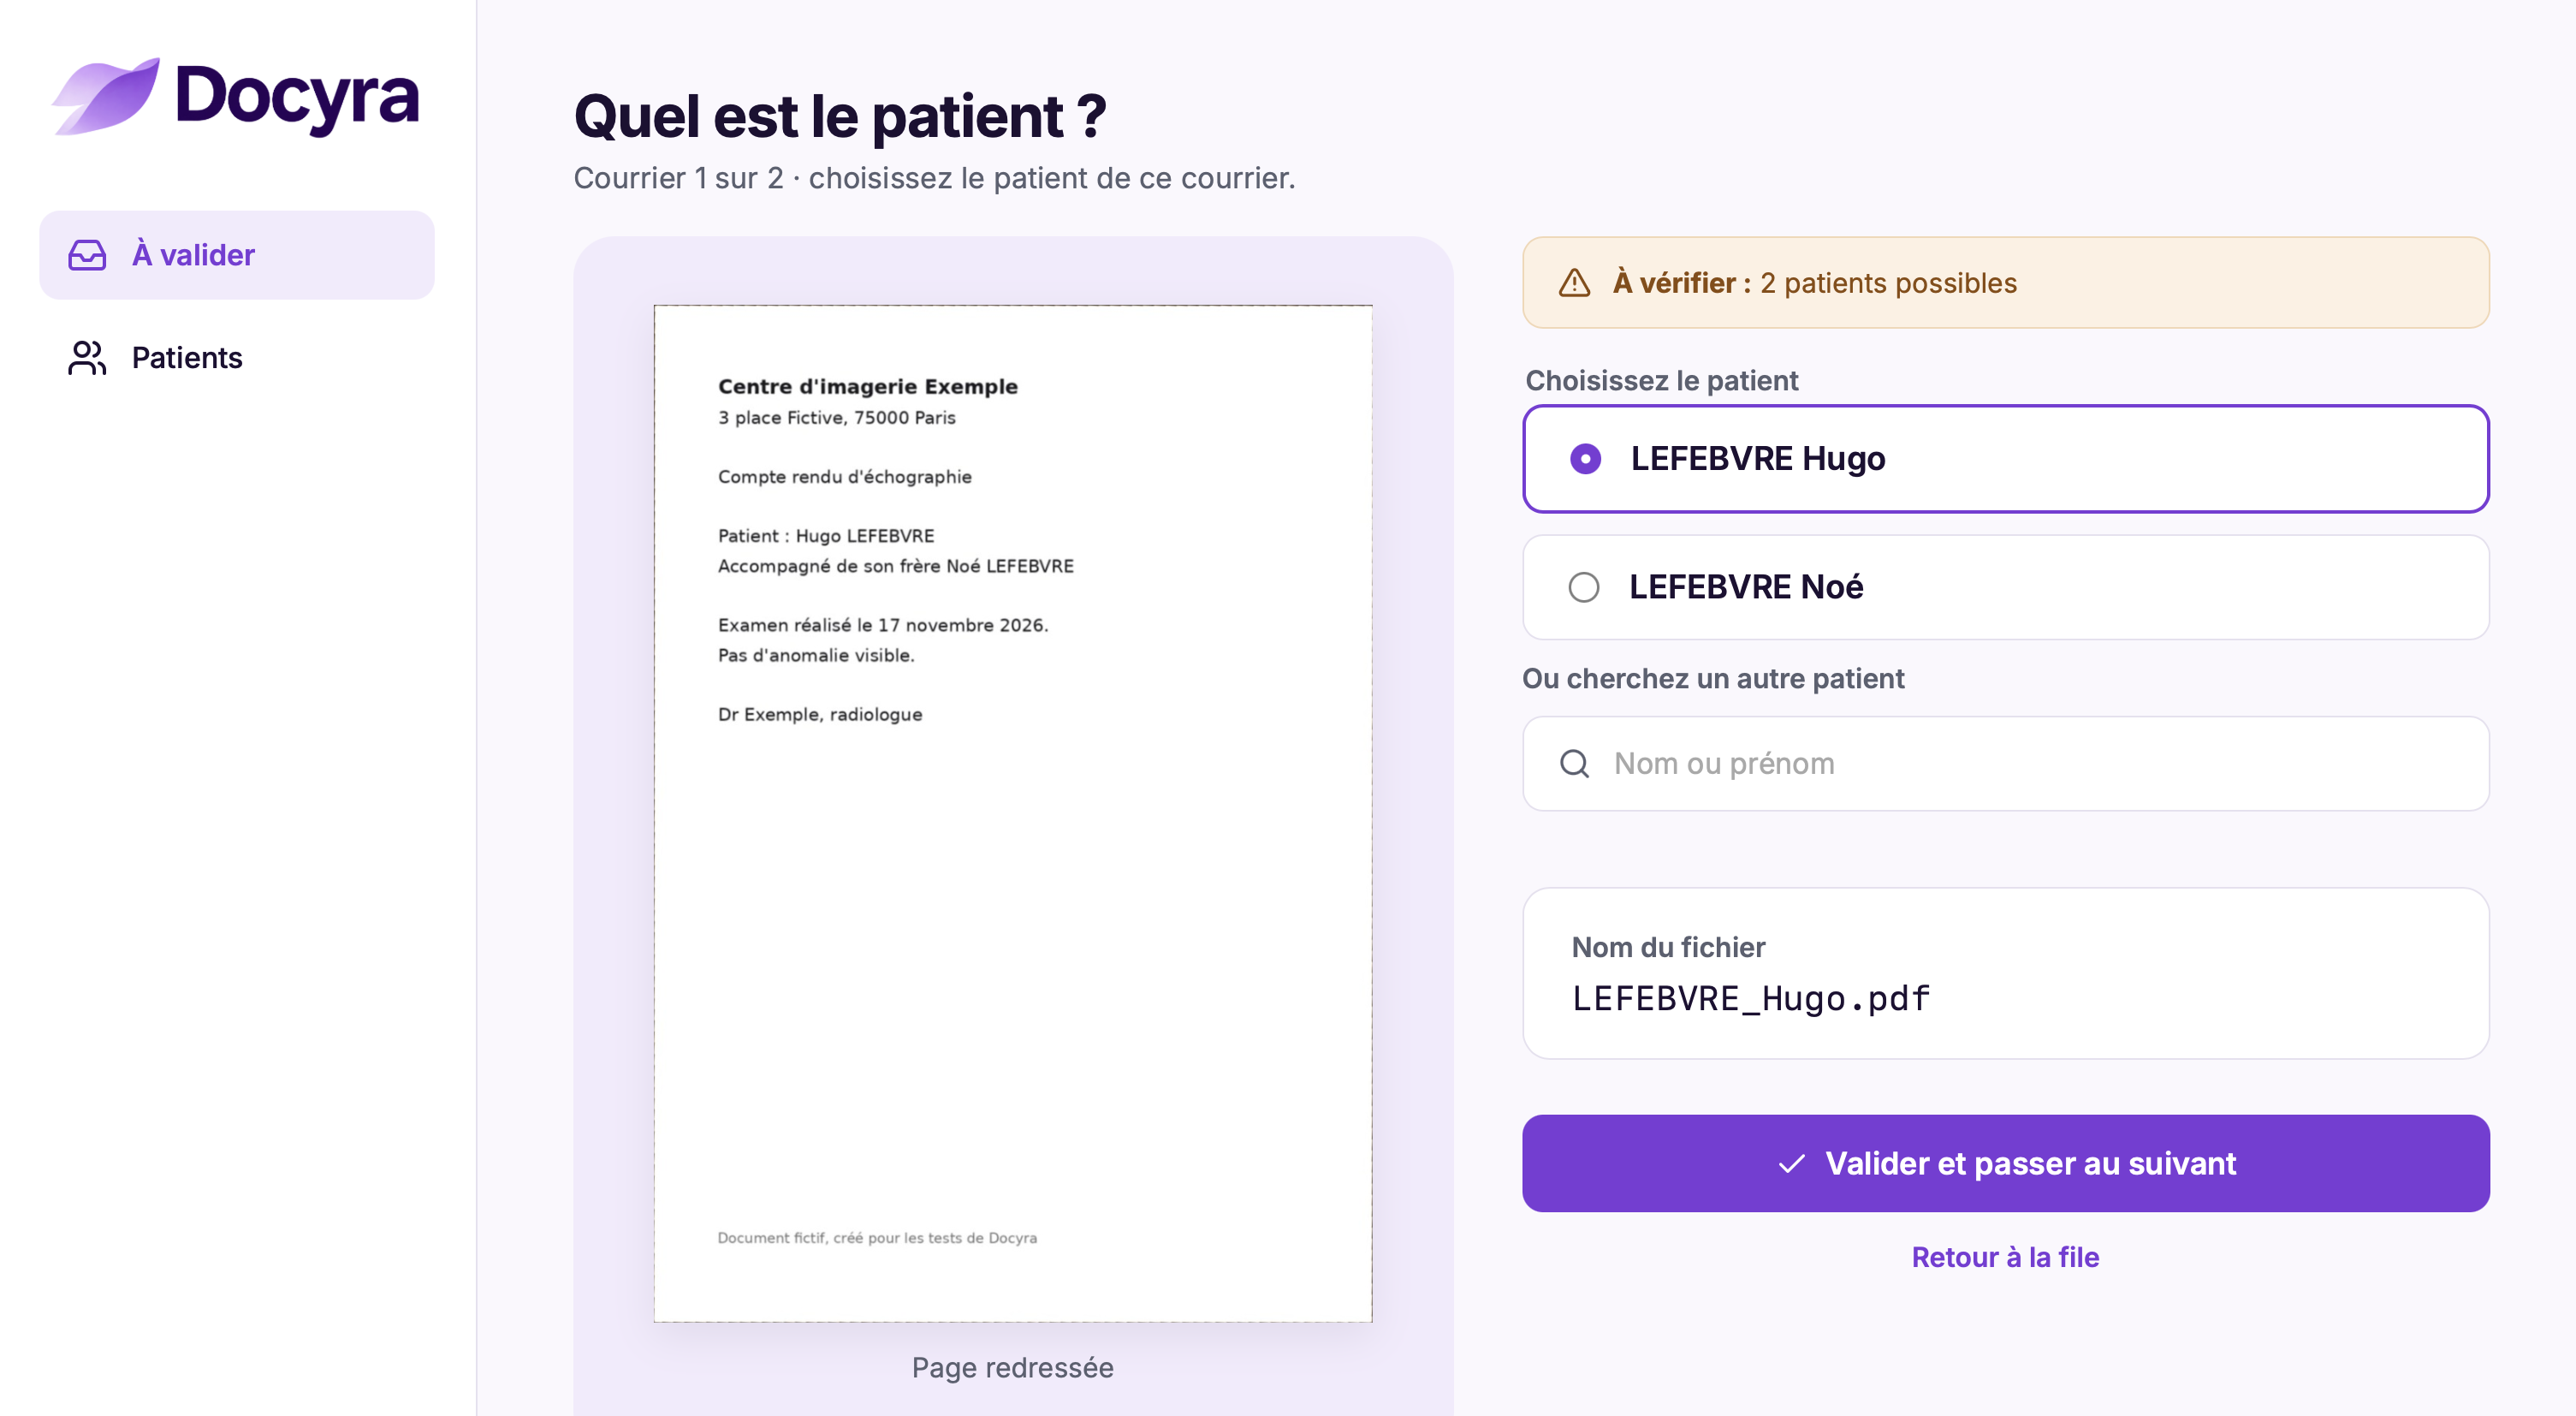 Docyra
À valider
Patients
Quel est le patient ?
Courrier 1 sur 2 · choisissez le patient de ce courrier.
Centre d'imagerie Exemple
3 place Fictive, 75000 Paris
Compte rendu d'échographie
Patient : Hugo LEFEBVRE
Accompagné de son frère Noé LEFEBVRE
Examen réalisé le 17 novembre 2026.
Pas d'anomalie visible.
Dr Exemple, radiologue
Document fictif, créé pour les tests de Docyra
Page redressée
À vérifier : 2 patients possibles
Choisissez le patient
LEFEBVRE Hugo
LEFEBVRE Noé
Ou cherchez un autre patient
Nom ou prénom
Nom du fichier
LEFEBVRE_Hugo.pdf
Valider et passer au suivant
Retour à la file